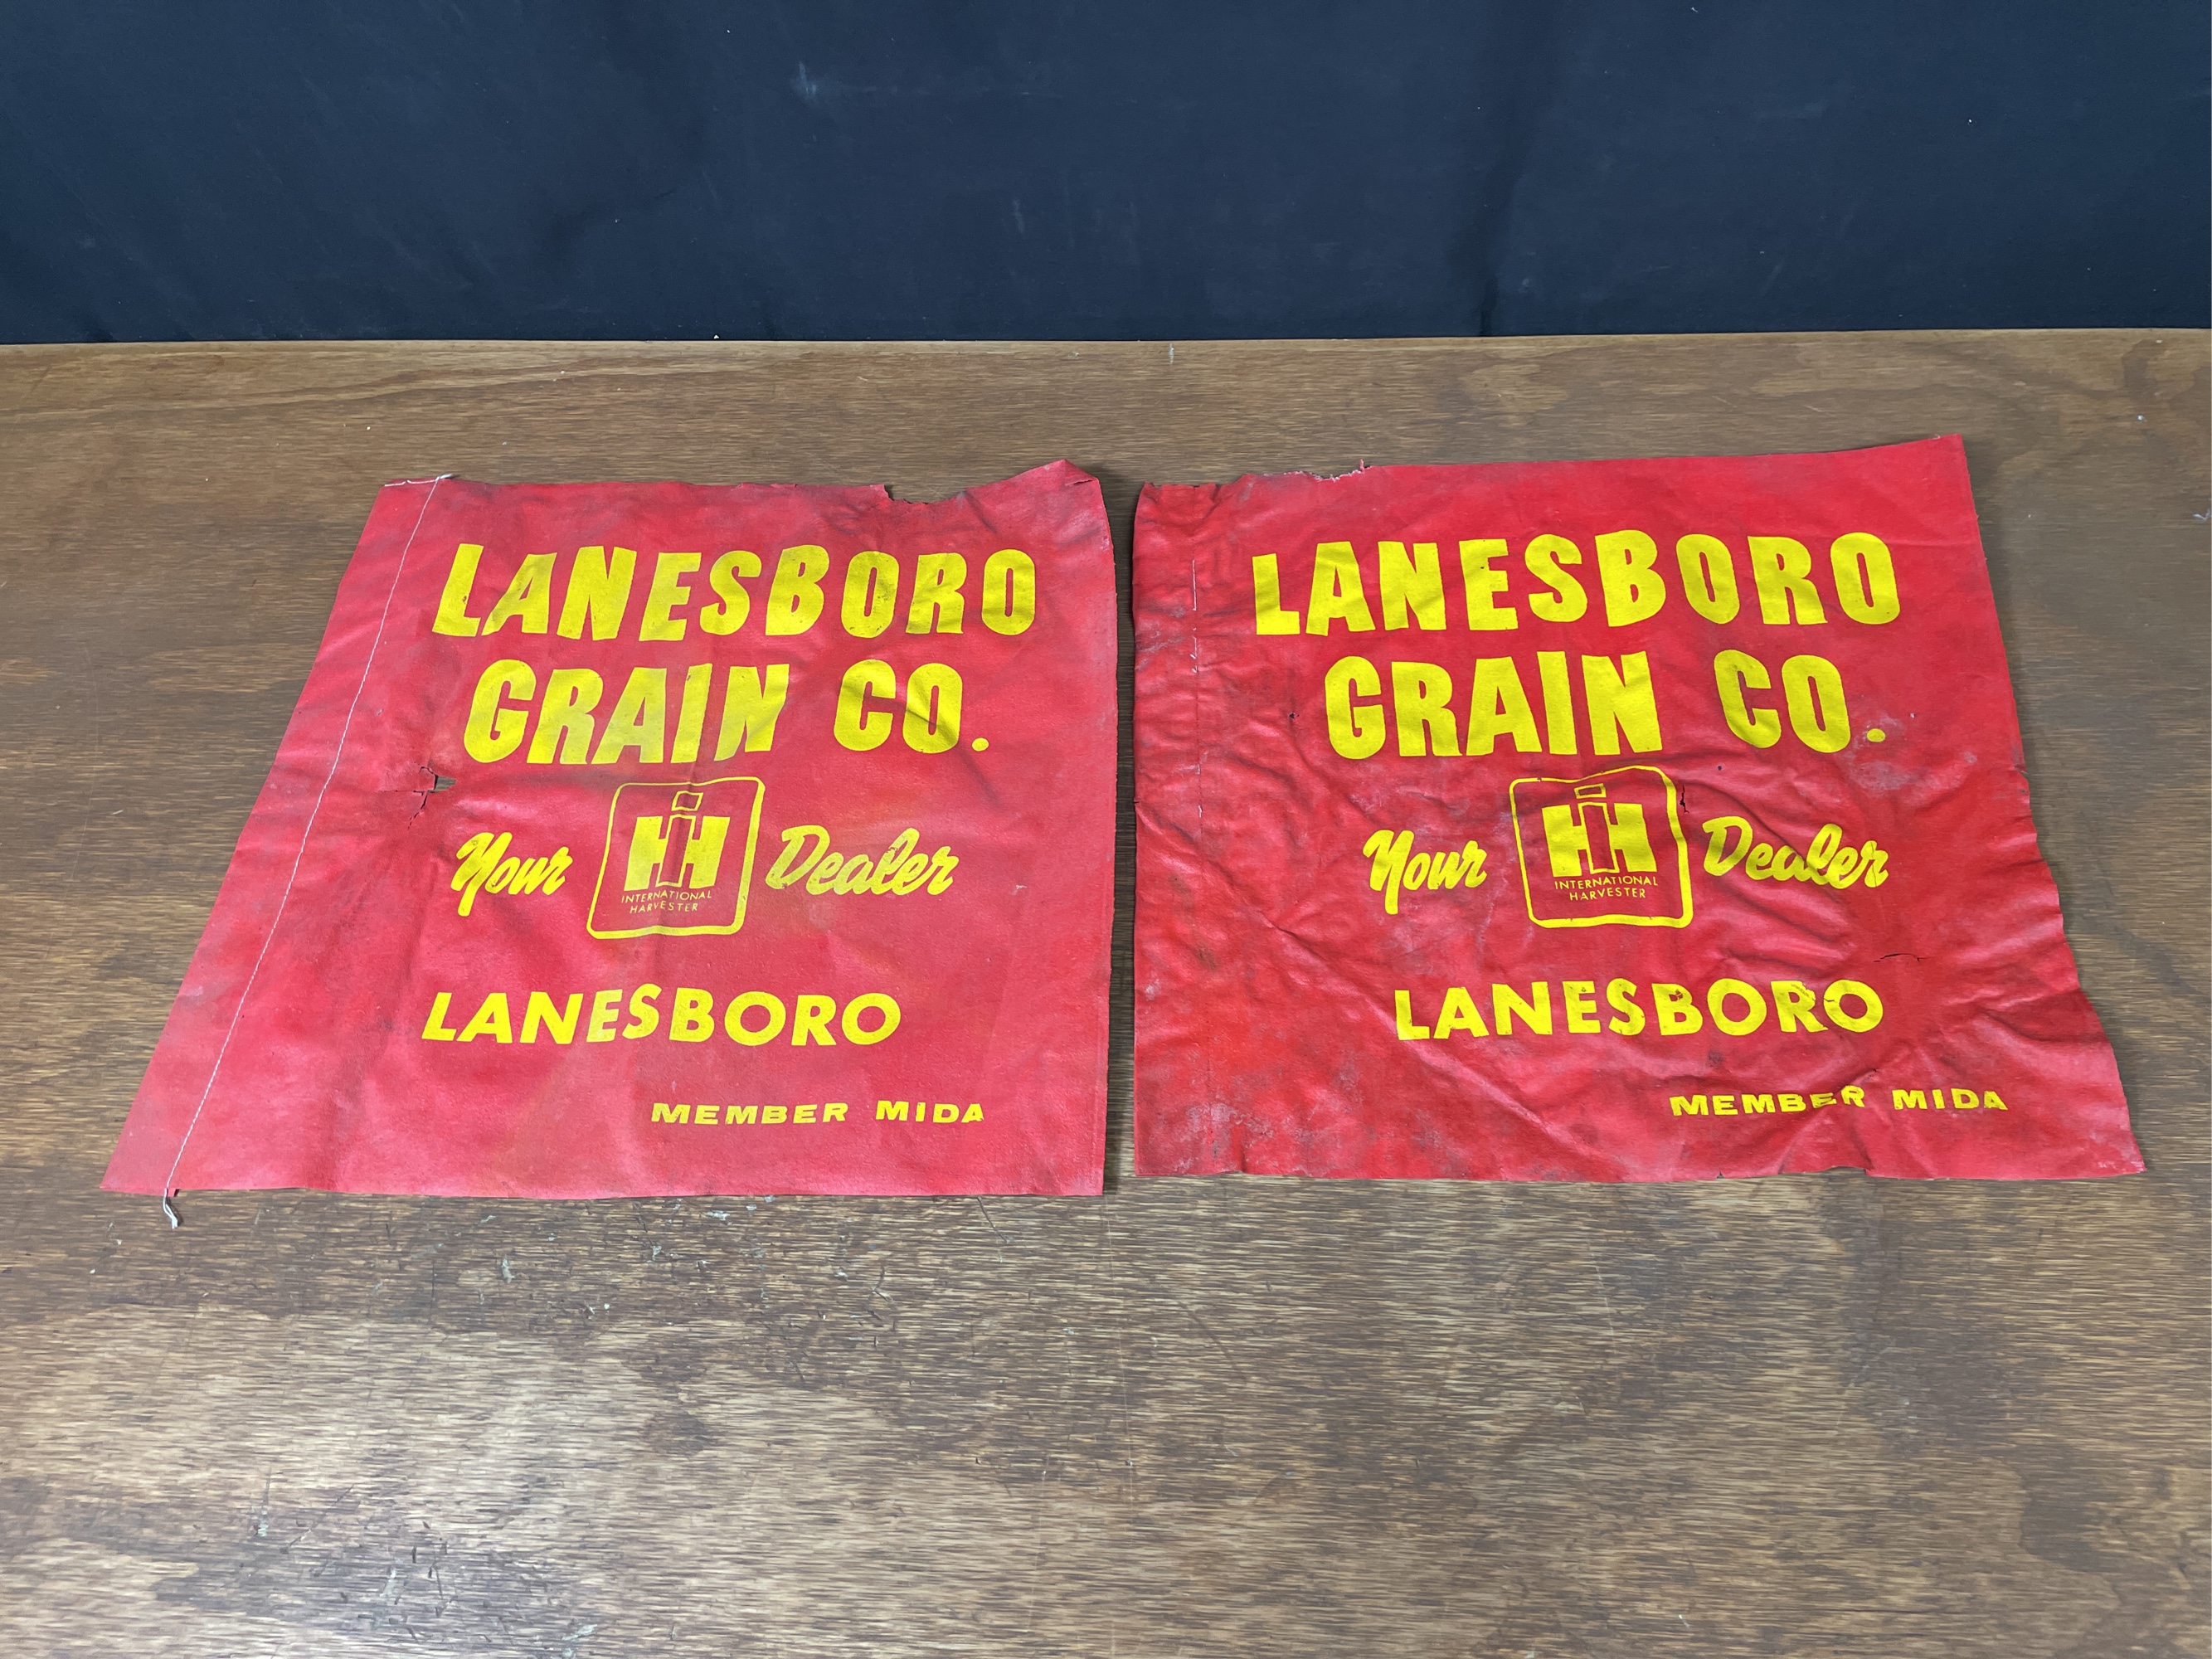 LANESBORO
GRAIN CO.
Your IH Dealer
INTERNATIONAL
HARVESTER
LANESBORO
MEMBER MIDA
LANESBORO
GRAIN CO.
Your IH Dealer
INTERNATIONAL
HARVESTER
LANESBORO
MEMBER MIDA